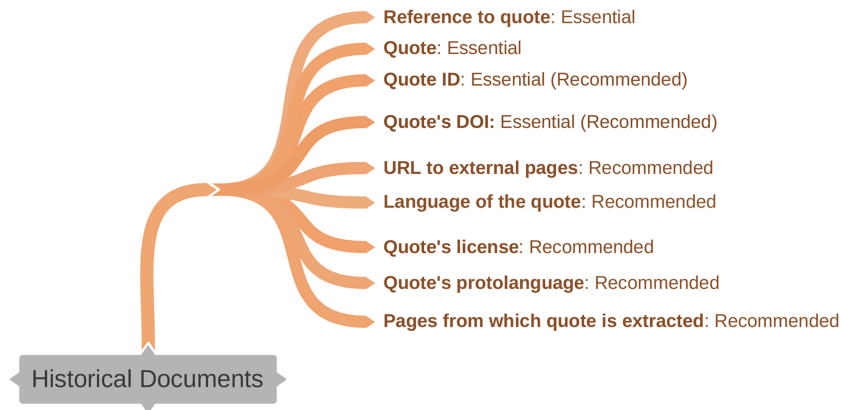 Reference to quote: Essential
Quote: Essential
Quote ID: Essential (Recommended)
Quote's DOI: Essential (Recommended)
URL to external pages: Recommended
Language of the quote: Recommended
Quote's license: Recommended
Quote's protolanguage: Recommended
Pages from which quote is extracted: Recommended
Historical Documents